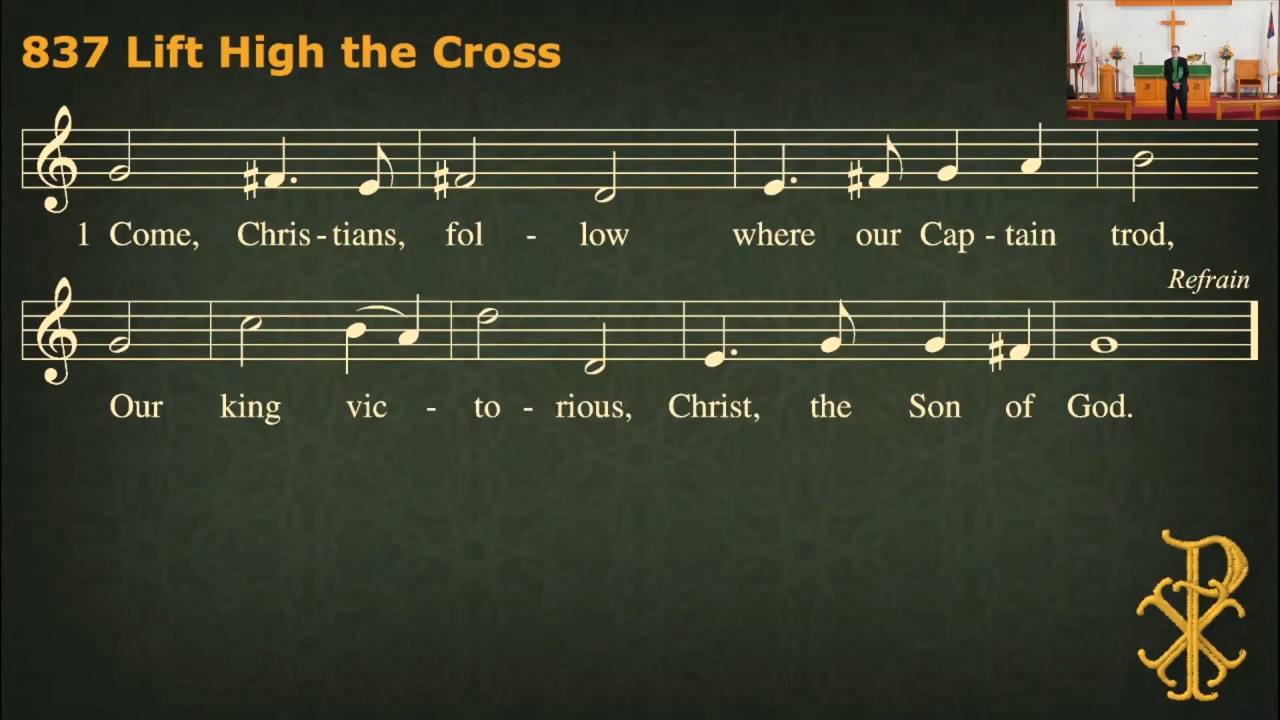 837 Lift High the Cross
1 Come, Chris - tians, fol - low where our Cap - tain trod,
Refrain
Our king vic - to - rious, Christ, the Son of God.